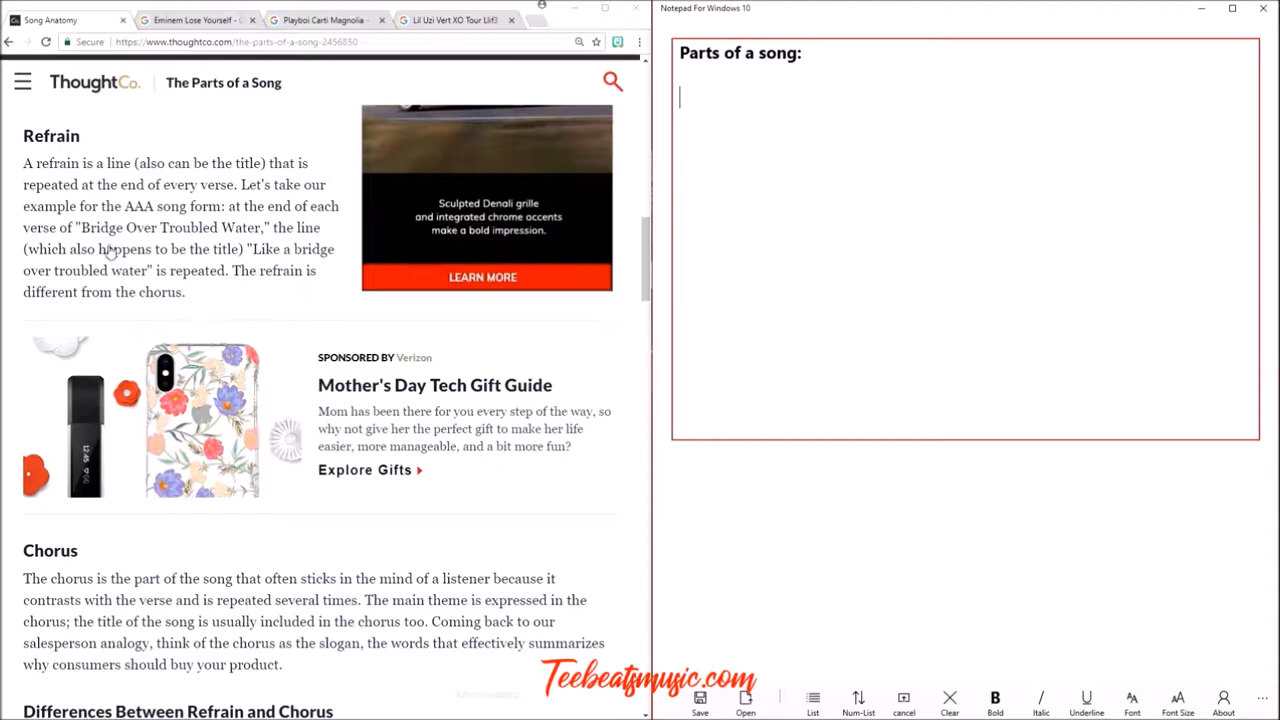 Song Anatomy
Eminem Lose Yourself -
Playboi Carti Magnolia -
Lil Uzi Vert XO Tour Llif3
Secure
https://www.thoughtco.com/the-parts-of-a-song-2456850
ThoughtCo.
The Parts of a Song
Refrain
A refrain is a line (also can be the title) that is
repeated at the end of every verse. Let's take our
example for the AAA song form: at the end of each
verse of "Bridge Over Troubled Water," the line
(which also happens to be the title) "Like a bridge
over troubled water" is repeated. The refrain is
different from the chorus.
Sculpted Denali grille
and integrated chrome accents
make a bold impression.
LEARN MORE
SPONSORED BY Verizon
Mother's Day Tech Gift Guide
Mom has been there for you every step of the way, so
why not give her the perfect gift to make her life
easier, more manageable, and a bit more fun?
Explore Gifts
Chorus
The chorus is the part of the song that often sticks in the mind of a listener because it
contrasts with the verse and is repeated several times. The main theme is expressed in the
chorus; the title of the song is usually included in the chorus too. Coming back to our
salesperson analogy, think of the chorus as the slogan, the words that effectively summarizes
why consumers should buy your product.
Differences Between Refrain and Chorus
Notepad For Windows 10
Parts of a song:
Teebeatsmusic.com
Save
Open
List
Num-List
cancel
Clear
Bold
Italic
Underline
Font
Font Size
About